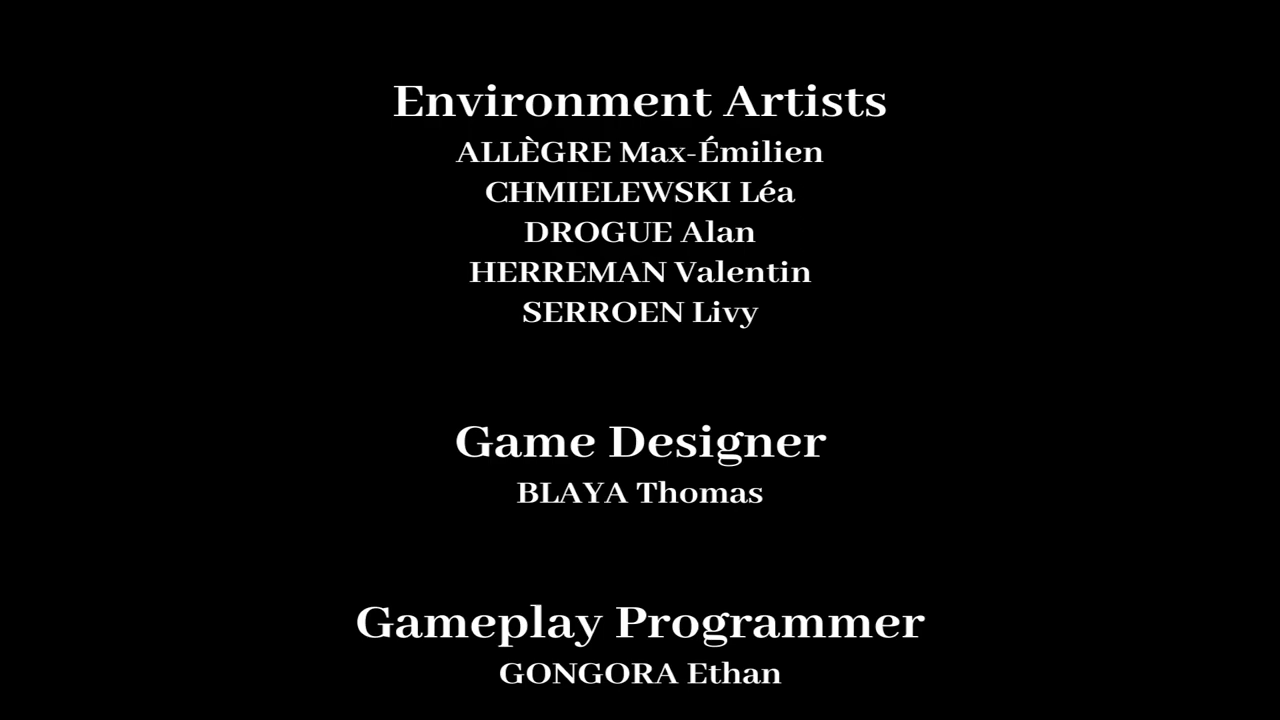 Environment Artists
ALLÈGRE Max-Émilien
CHMIELEWSKI Léa
DROGUE Alan
HERREMAN Valentin
SERROEN Livy
Game Designer
BLAYA Thomas
Gameplay Programmer
GONGORA Ethan